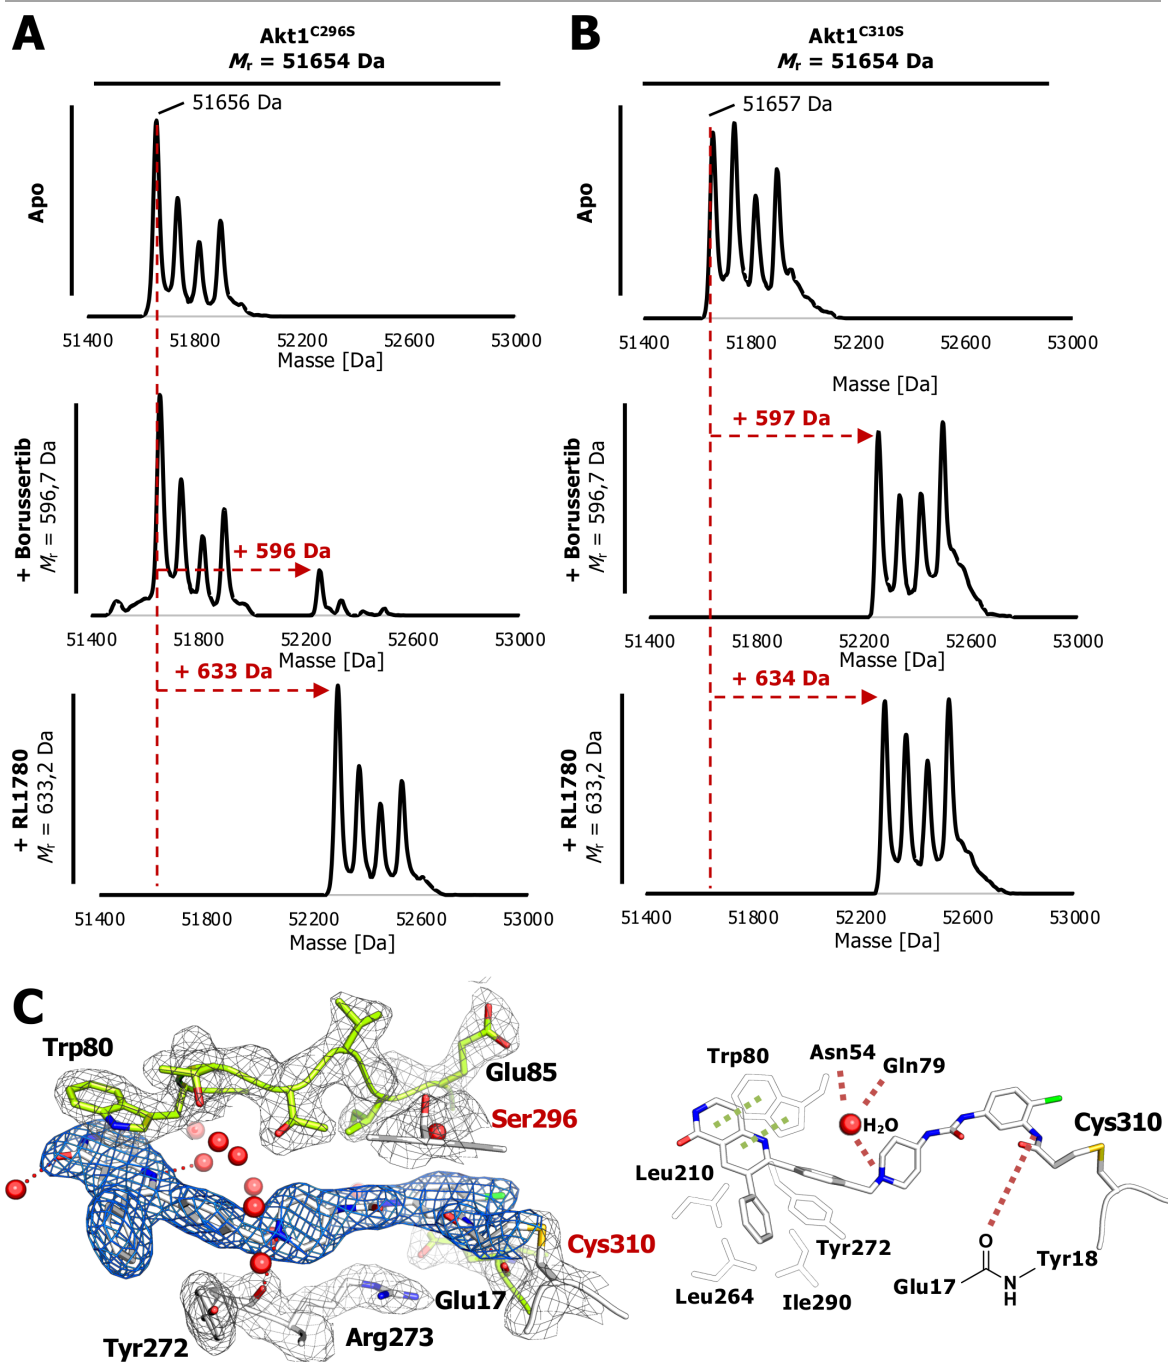 A
Akt1C296S
Mr = 51654 Da
51656 Da
Apo
51400 51800 52200 52600 53000
Masse [Da]
+ Borussertib
Mr = 596,7 Da
+ 596 Da
51400 51800 52200 52600 53000
Masse [Da]
+ RL1780
Mr = 633,2 Da
+ 633 Da
51400 51800 52200 52600 53000
Masse [Da]
B
Akt1C310S
Mr = 51654 Da
51657 Da
Apo
51400 51800 52200 52600 53000
Masse [Da]
+ Borussertib
Mr = 596,7 Da
+ 597 Da
51400 51800 52200 52600 53000
Masse [Da]
+ RL1780
Mr = 633,2 Da
+ 634 Da
51400 51800 52200 52600 53000
Masse [Da]
C
Trp80
Glu85
Ser296
Cys310
Glu17
Arg273
Tyr272
Trp80
Asn54
Gln79
H2O
Cys310
Leu210
Tyr272
Leu264
Ile290
O
Glu17
N
H
Tyr18